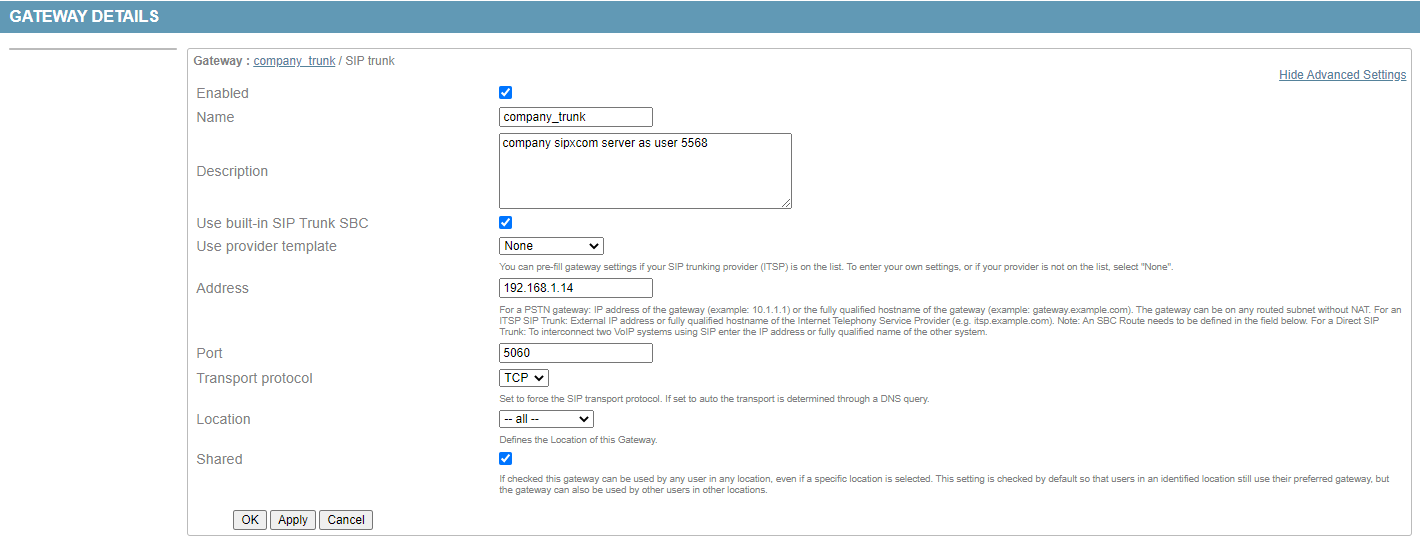 GATEWAY DETAILS
Gateway : company_trunk / SIP trunk
Hide Advanced Settings
Enabled
Name
company_trunk
Description
company sipxcom server as user 5568
Use built-in SIP Trunk SBC
Use provider template
None
You can pre-fill gateway settings if your SIP trunking provider (ITSP) is on the list. To enter your own settings, or if your provider is not on the list, select "None".
Address
192.168.1.14
For a PSTN gateway: IP address of the gateway (example: 10.1.1.1) or the fully qualified hostname of the gateway (example: gateway.example.com). The gateway can be on any routed subnet without NAT. For an
ITSP SIP Trunk: External IP address or fully qualified hostname of the Internet Telephony Service Provider (e.g. itsp.example.com). Note: An SBC Route needs to be defined in the field below. For a Direct SIP
Trunk: To interconnect two VoIP systems using SIP enter the IP address or fully qualified name of the other system.
Port
5060
Transport protocol
TCP
Set to force the SIP transport protocol. If set to auto the transport is determined through a DNS query.
Location
-- all --
Defines the Location of this Gateway.
Shared
If checked this gateway can be used by any user in any location, even if a specific location is selected. This setting is checked by default so that users in an identified location still use their preferred gateway, but
the gateway can also be used by other users in other locations.
OK
Apply
Cancel